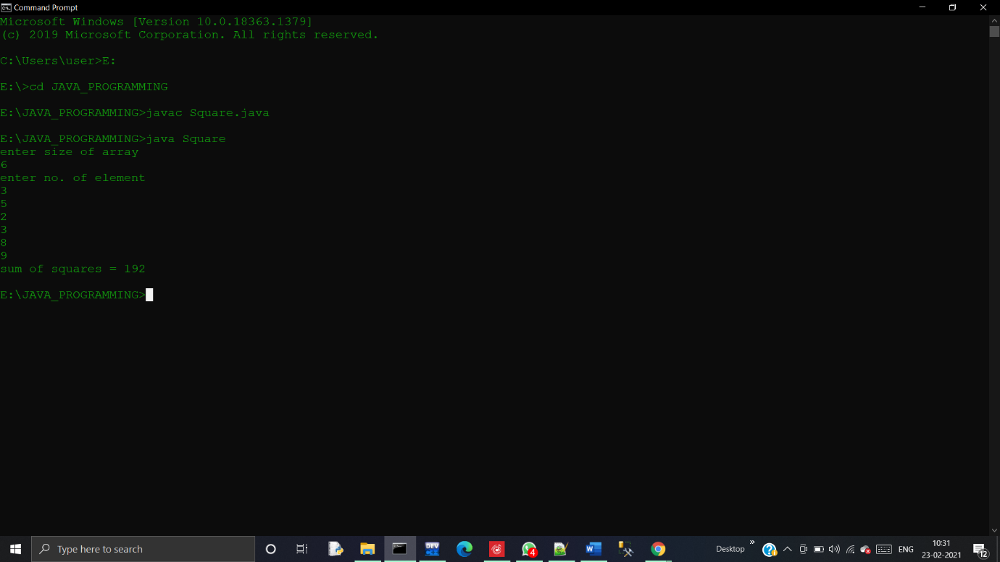 Command Prompt
Microsoft Windows [Version 10.0.18363.1379]
(c) 2019 Microsoft Corporation. All rights reserved.
C:\Users\user>E:
E:\>cd JAVA_PROGRAMMING
E:\JAVA_PROGRAMMING>javac Square.java
E:\JAVA_PROGRAMMING>java Square
enter size of array
6
enter no. of element
3
5
2
3
8
9
sum of squares = 192
E:\JAVA_PROGRAMMING>
Type here to search
DEV
4
W
Desktop
»
ENG
10:31
23-02-2021
12